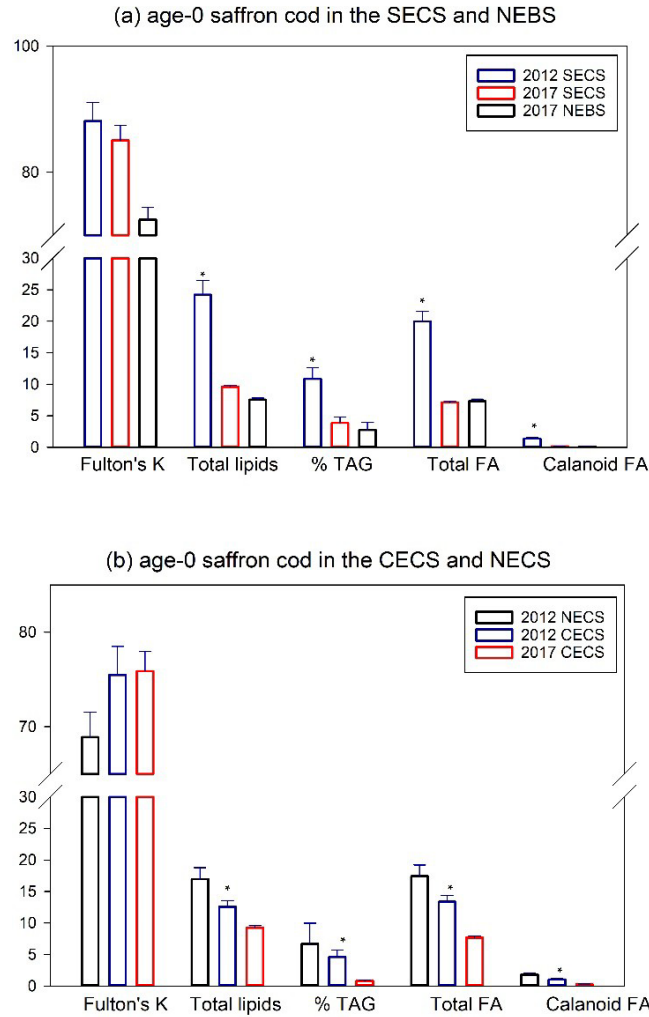 (a) age-0 saffron cod in the SECS and NEBS
100
80
30
25
20
15
10
5
0
2012 SECS
2017 SECS
2017 NEBS
*
*
*
*
Fulton's K Total lipids % TAG Total FA Calanoid FA
(b) age-0 saffron cod in the CECS and NECS
80
70
30
25
20
15
10
5
0
2012 NECS
2012 CECS
2017 CECS
*
*
*
*
Fulton's K Total lipids % TAG Total FA Calanoid FA